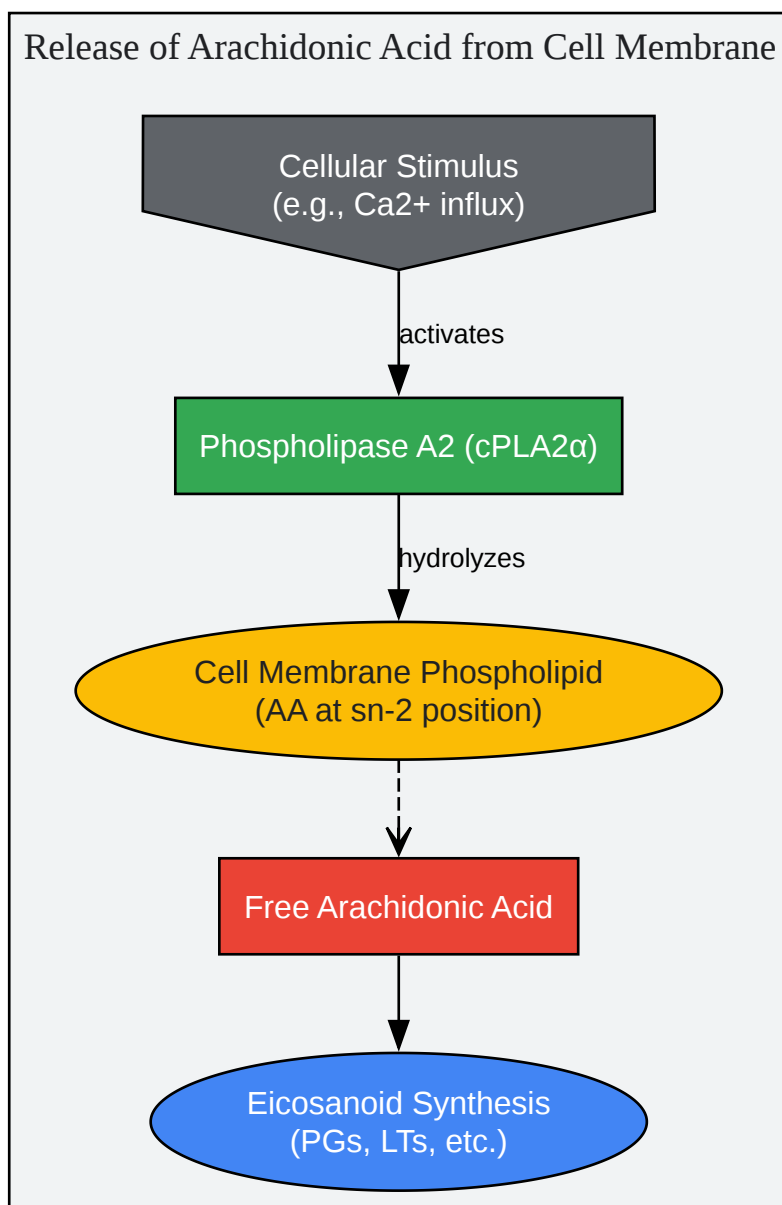 Release of Arachidonic Acid from Cell Membrane
Cellular Stimulus
(e.g., Ca2+ influx)
activates
Phospholipase A2 (cPLA2α)
hydrolyzes
Cell Membrane Phospholipid
(AA at sn-2 position)
Free Arachidonic Acid
Eicosanoid Synthesis
(PGs, LTs, etc.)